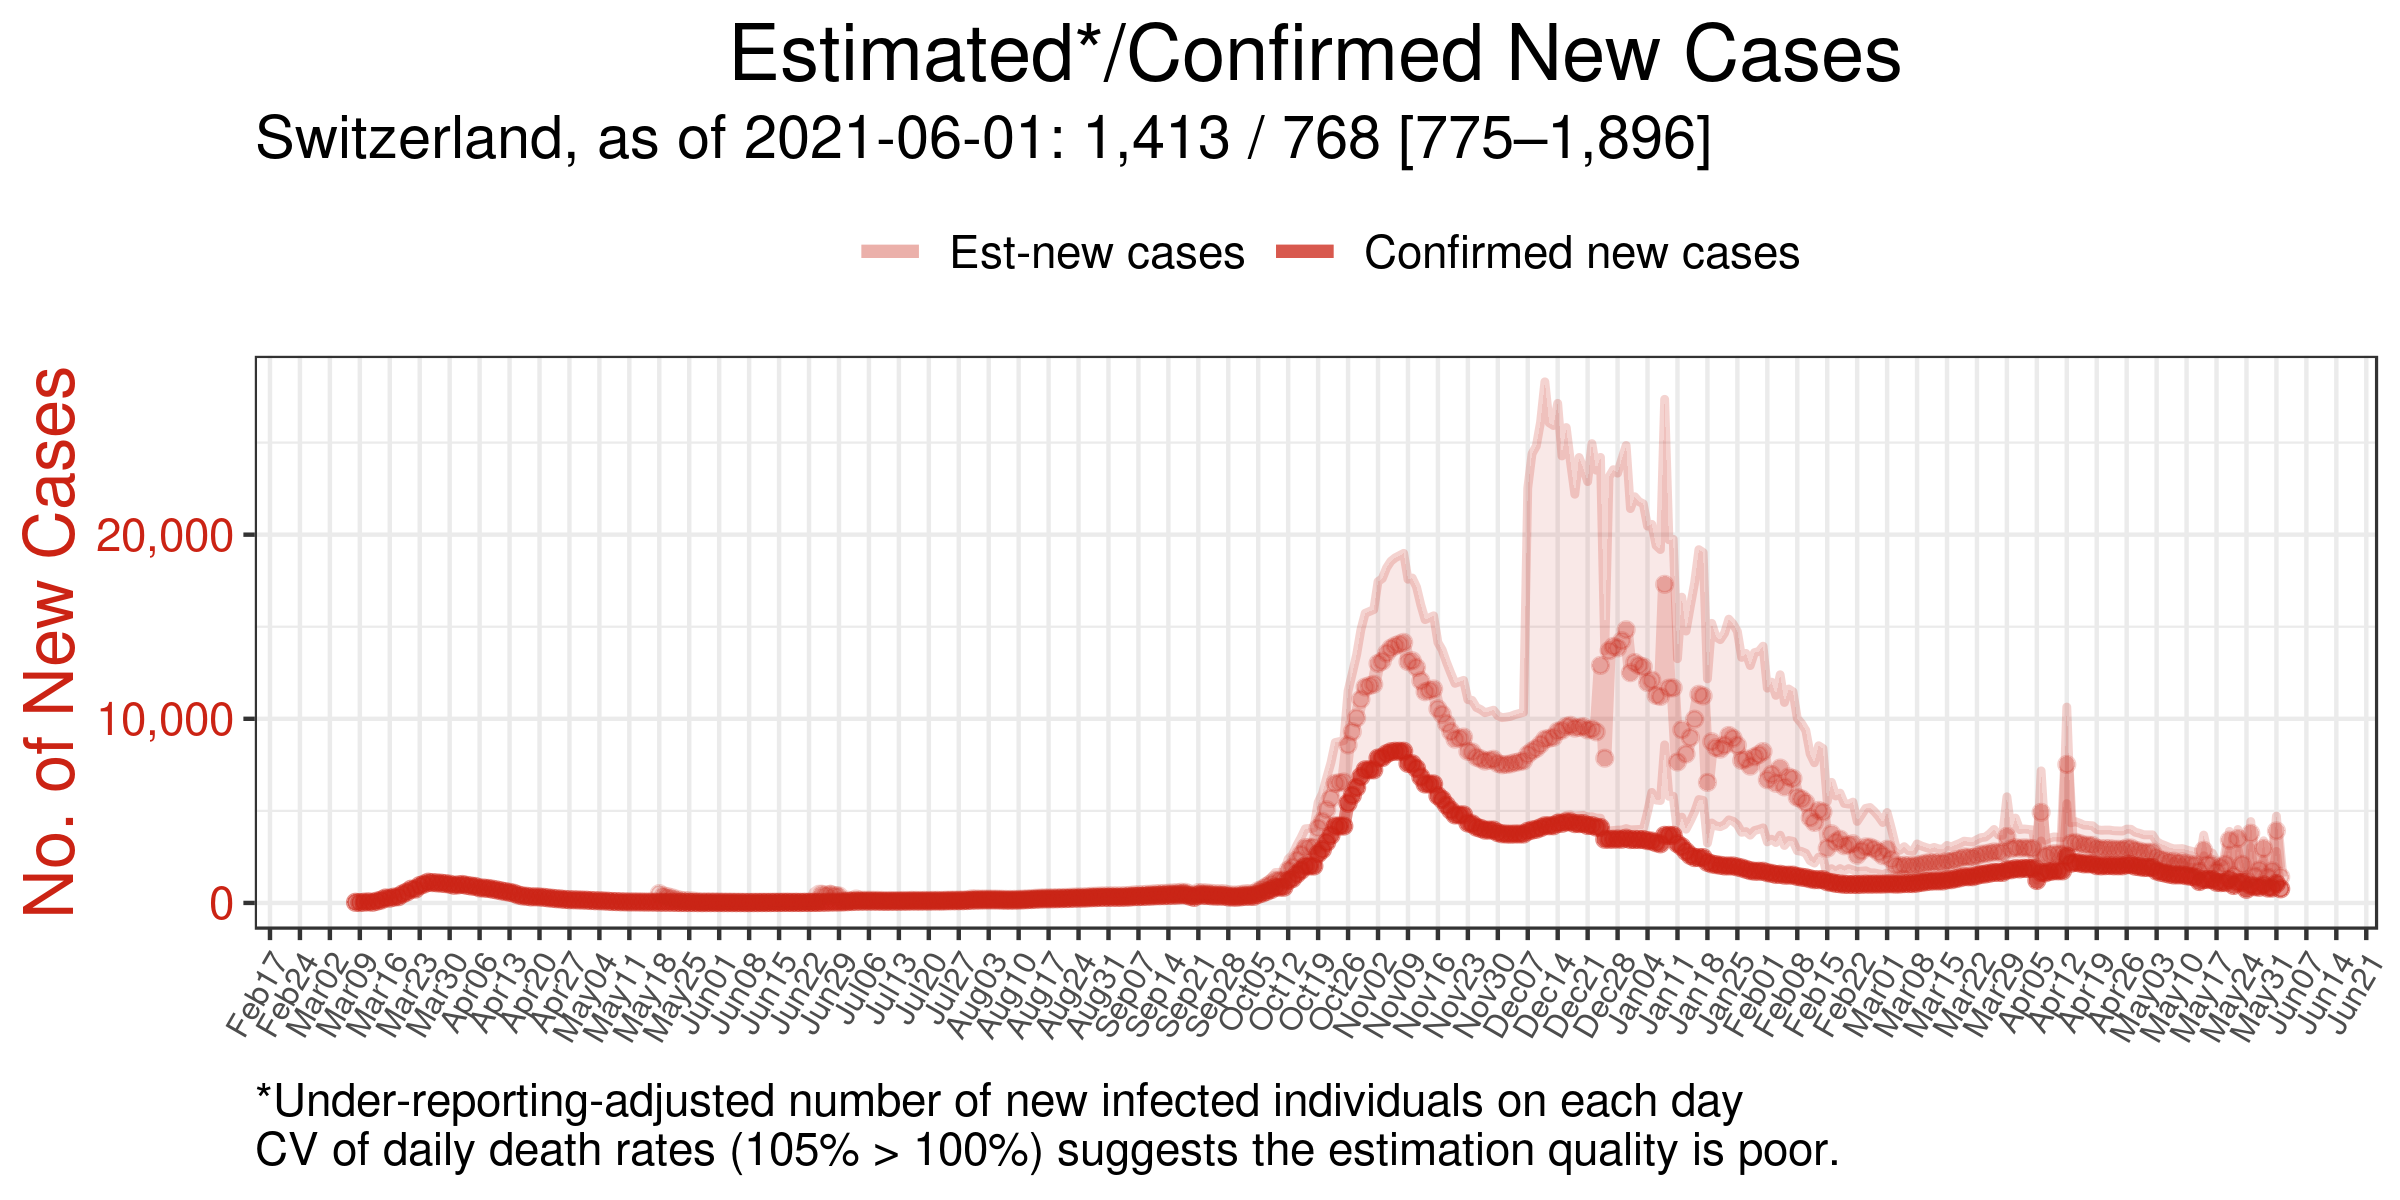 Estimated*/Confirmed New Cases
Switzerland, as of 2021-06-01: 1,413 / 768 [775–1,896]
Est-new cases Confirmed new cases
No. of New Cases
20,000
10,000
0
Feb17 Feb24 Mar02 Mar09 Mar16 Mar23 Mar30 Apr06 Apr13 Apr20 Apr27 May04 May11 May18 May25 Jun01 Jun08 Jun15 Jun22 Jun29 Jul06 Jul13 Jul20 Jul27 Aug03 Aug10 Aug17 Aug24 Aug31 Sep07 Sep14 Sep21 Sep28 Oct05 Oct12 Oct19 Oct26 Nov02 Nov09 Nov16 Nov23 Nov30 Dec07 Dec14 Dec21 Dec28 Jan04 Jan11 Jan18 Jan25 Feb01 Feb08 Feb15 Feb22 Mar01 Mar08 Mar15 Mar22 Mar29 Apr05 Apr12 Apr19 Apr26 May03 May10 May17 May24 May31 Jun07 Jun14 Jun21
*Under-reporting-adjusted number of new infected individuals on each day
CV of daily death rates (105% > 100%) suggests the estimation quality is poor.